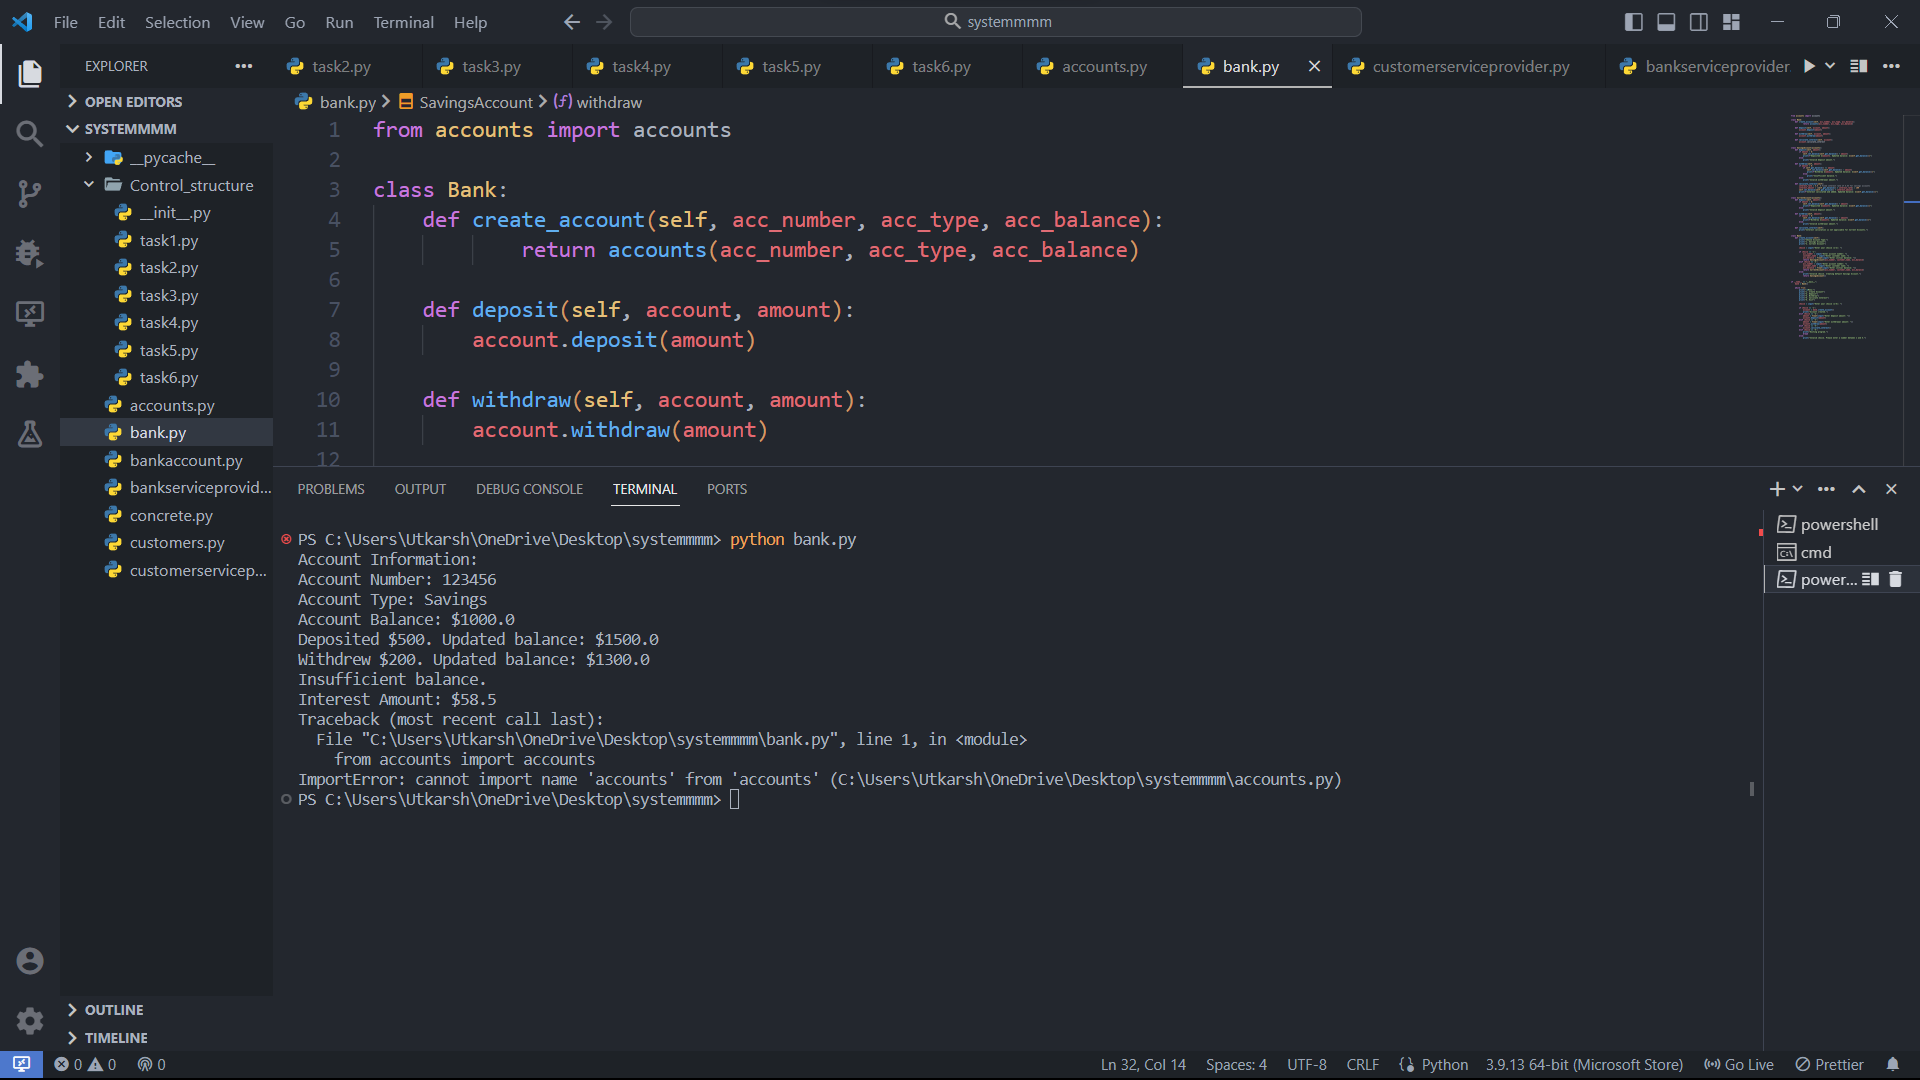 File Edit Selection View Go Run Terminal Help
systemmmm
EXPLORER
task2.py
task3.py
task4.py
task5.py
task6.py
accounts.py
bank.py
customerserviceprovider.py
bankserviceprovider
OPEN EDITORS
SYSTEMMMM
__pycache__
Control_structure
__init__.py
task1.py
task2.py
task3.py
task4.py
task5.py
task6.py
accounts.py
bank.py
bankaccount.py
bankserviceprovid...
concrete.py
customers.py
customerservicep...
OUTLINE
TIMELINE
bank.py > SavingsAccount > withdraw
1 from accounts import accounts
2
3 class Bank:
4 def create_account(self, acc_number, acc_type, acc_balance):
5 return accounts(acc_number, acc_type, acc_balance)
6
7 def deposit(self, account, amount):
8 account.deposit(amount)
9
10 def withdraw(self, account, amount):
11 account.withdraw(amount)
12
PROBLEMS OUTPUT DEBUG CONSOLE TERMINAL PORTS
PS C:\Users\Utkarsh\OneDrive\Desktop\systemmmm> python bank.py
Account Information:
Account Number: 123456
Account Type: Savings
Account Balance: $1000.0
Deposited $500. Updated balance: $1500.0
Withdrew $200. Updated balance: $1300.0
Insufficient balance.
Interest Amount: $58.5
Traceback (most recent call last):
File "C:\Users\Utkarsh\OneDrive\Desktop\systemmmm\bank.py", line 1, in <module>
from accounts import accounts
ImportError: cannot import name 'accounts' from 'accounts' (C:\Users\Utkarsh\OneDrive\Desktop\systemmmm\accounts.py)
PS C:\Users\Utkarsh\OneDrive\Desktop\systemmmm>
powershell
cmd
power...
0 0 0
Ln 32, Col 14 Spaces: 4 UTF-8 CRLF Python 3.9.13 64-bit (Microsoft Store) Go Live Prettier